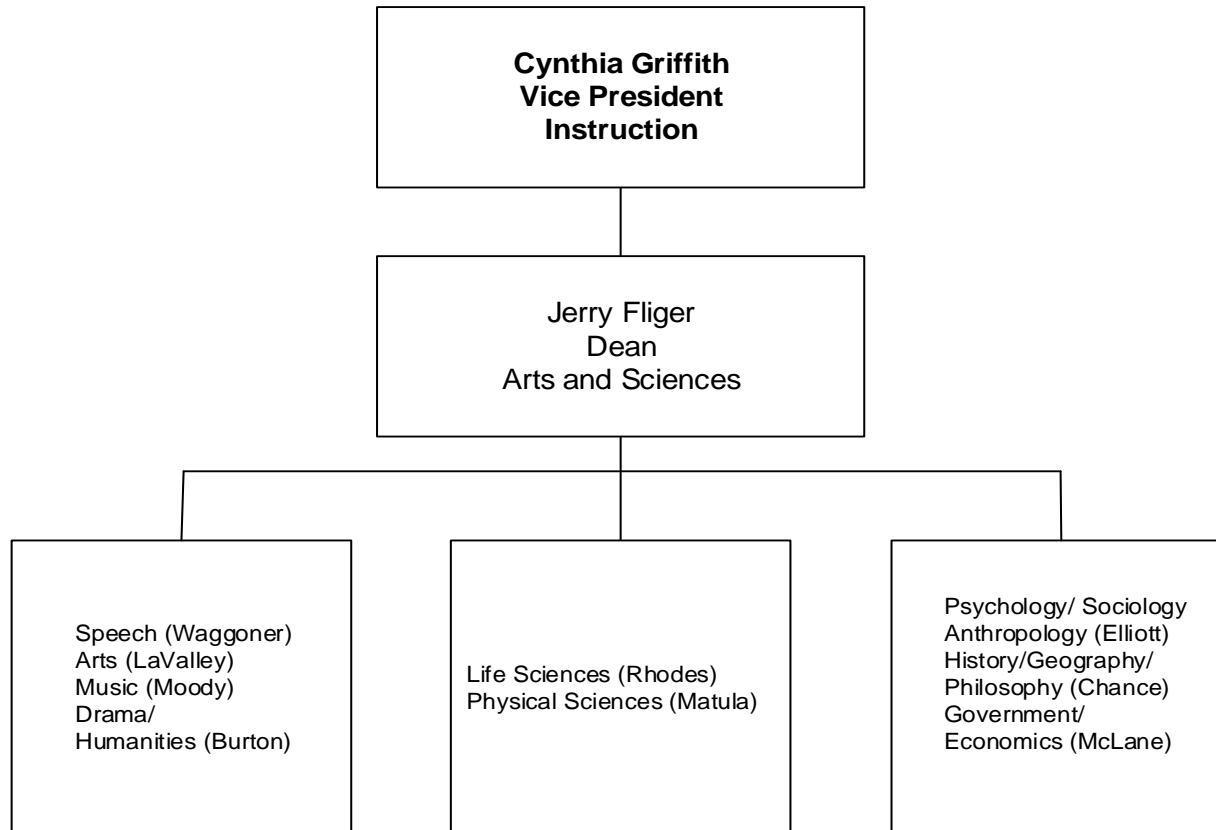 Cynthia Griffith
Vice President
Instruction
Jerry Fliger
Dean
Arts and Sciences
Speech (Waggoner)
Arts (LaValley)
Music (Moody)
Drama/
Humanities (Burton)
Life Sciences (Rhodes)
Physical Sciences (Matula)
Psychology/ Sociology
Anthropology (Elliott)
History/Geography/
Philosophy (Chance)
Government/
Economics (McLane)